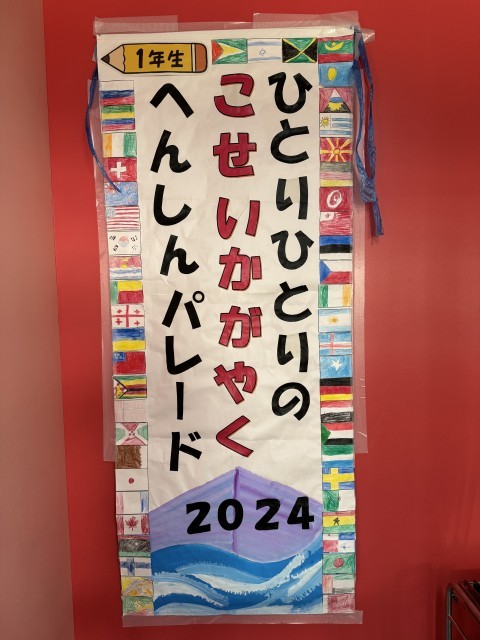 1年生
ひとりひとりの
こせいかがやく
へんしんパレード
2024